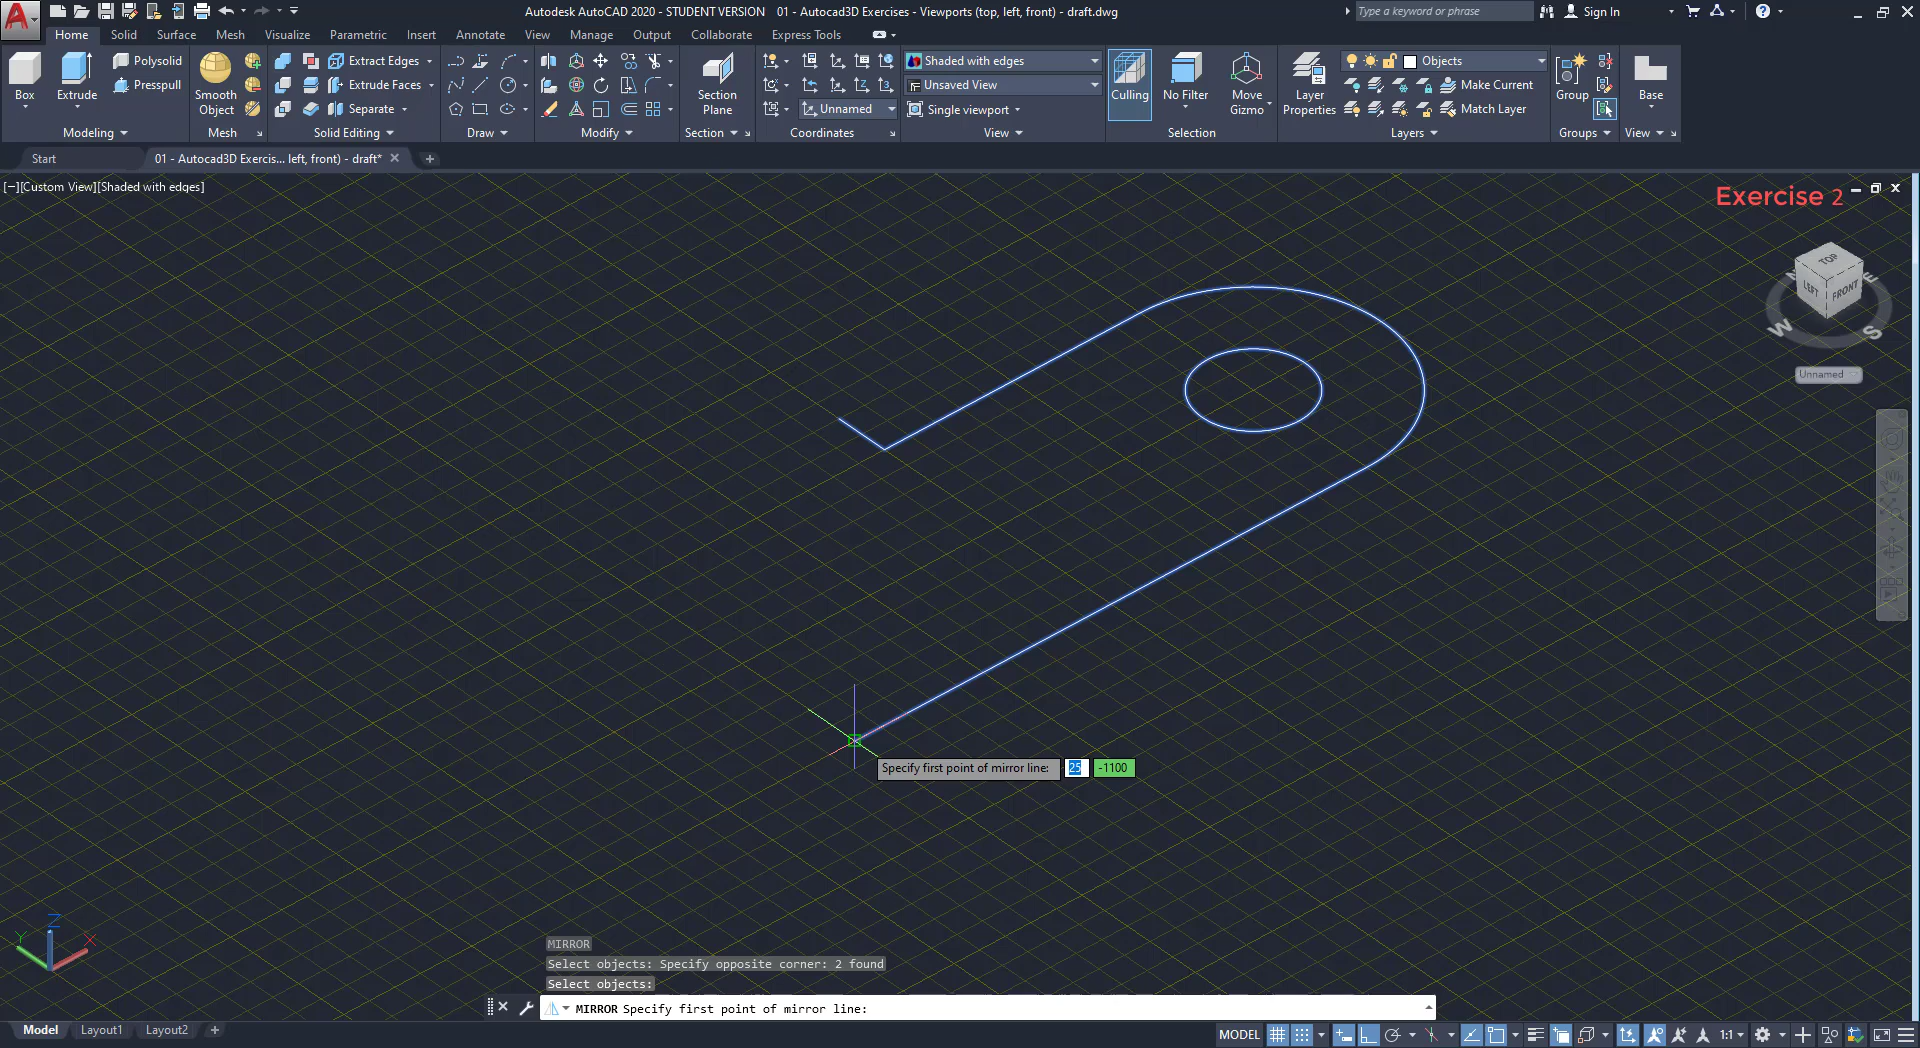 Autodesk AutoCAD 2020 - STUDENT VERSION 01 - Autocad3D Exercises - Viewports (top, left, front) - draft.dwg
Type a keyword or phrase
Sign In
Home Solid Surface Mesh Visualize Parametric Insert Annotate View Manage Output Collaborate Express Tools
Box
Extrude
Polysolid
Presspull
Modeling
Smooth
Object
Mesh
Extract Edges
Extrude Faces
Separate
Solid Editing
Draw
Modify
Section
Plane
Section
Unnamed
Coordinates
Shaded with edges
Unsaved View
Single viewport
View
Culling
No Filter
Move
Gizmo
Selection
Layer
Properties
Objects
Make Current
Match Layer
Layers
Group
Groups
Base
View
Start
01 - Autocad3D Exercis... left, front) - draft*
[−][Custom View][Shaded with edges]
Exercise 2
TOP
LEFT
FRONT
E
W
S
Unnamed
Specify first point of mirror line: 25 -1100
Z
Y
X
MIRROR
Select objects: Specify opposite corner: 2 found
Select objects:
MIRROR Specify first point of mirror line:
Model Layout1 Layout2
MODEL
1:1